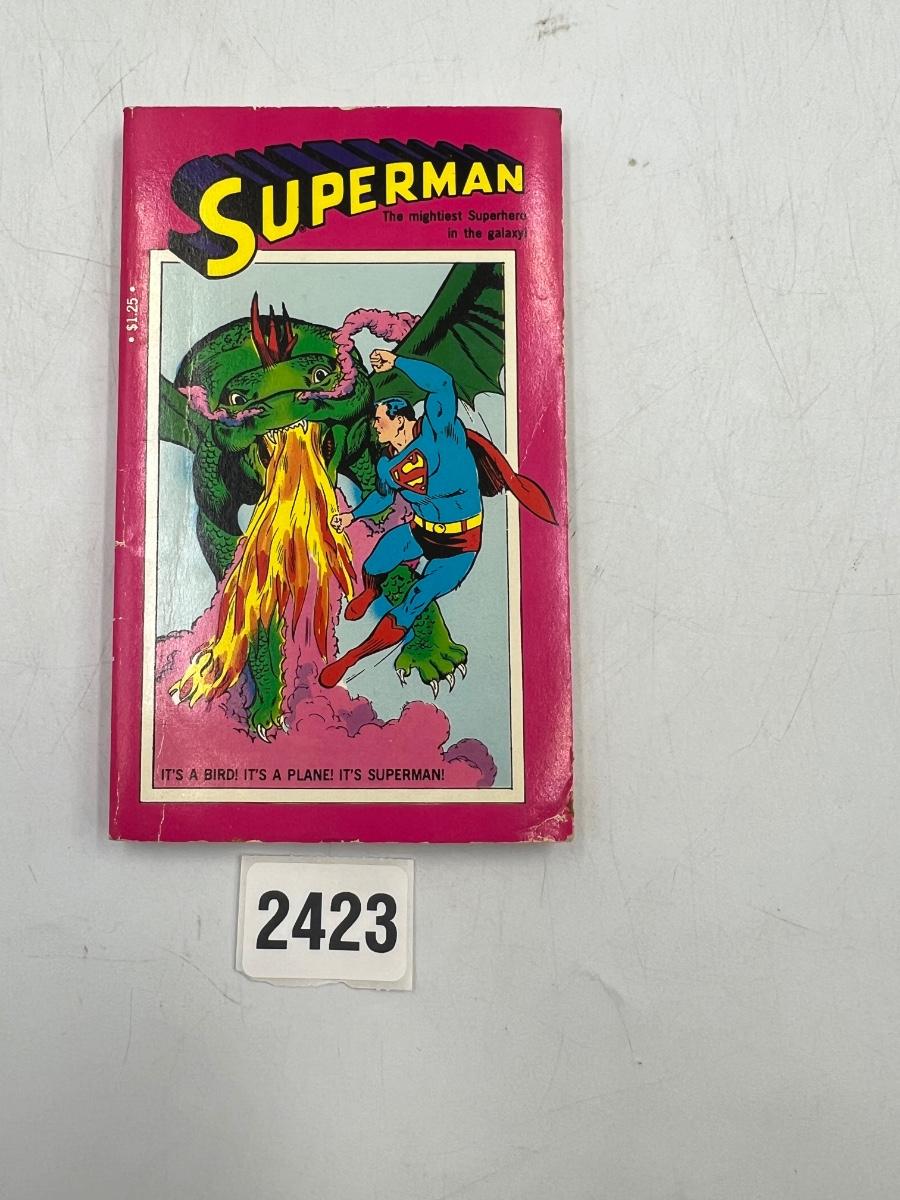 SUPERMAN
The mightiest Superhero
in the galaxy!
• $1.25 •
S
IT'S A BIRD! IT'S A PLANE! IT'S SUPERMAN!
2423